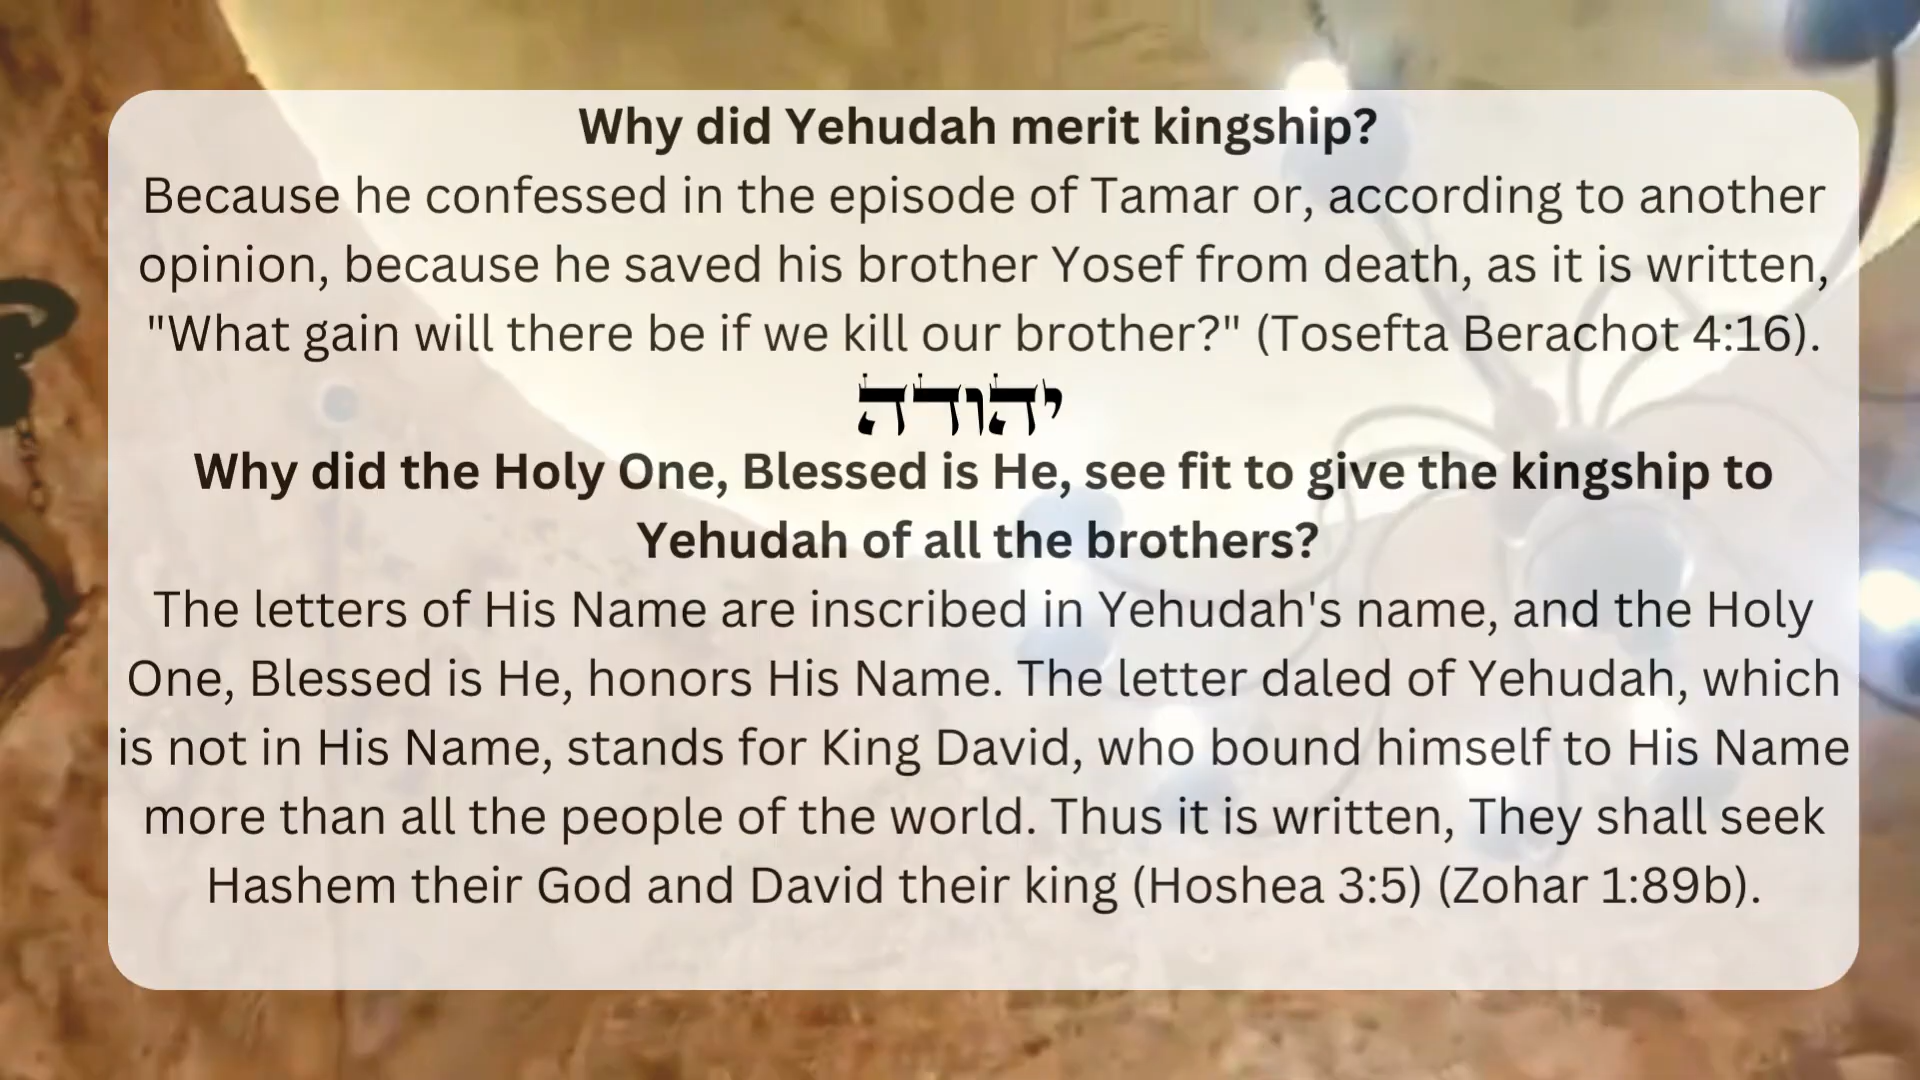 Why did Yehudah merit kingship?
Because he confessed in the episode of Tamar or, according to another
opinion, because he saved his brother Yosef from death, as it is written,
"What gain will there be if we kill our brother?" (Tosefta Berachot 4:16).
יהודה
Why did the Holy One, Blessed is He, see fit to give the kingship to
Yehudah of all the brothers?
The letters of His Name are inscribed in Yehudah's name, and the Holy
One, Blessed is He, honors His Name. The letter daled of Yehudah, which
is not in His Name, stands for King David, who bound himself to His Name
more than all the people of the world. Thus it is written, They shall seek
Hashem their God and David their king (Hoshea 3:5) (Zohar 1:89b).